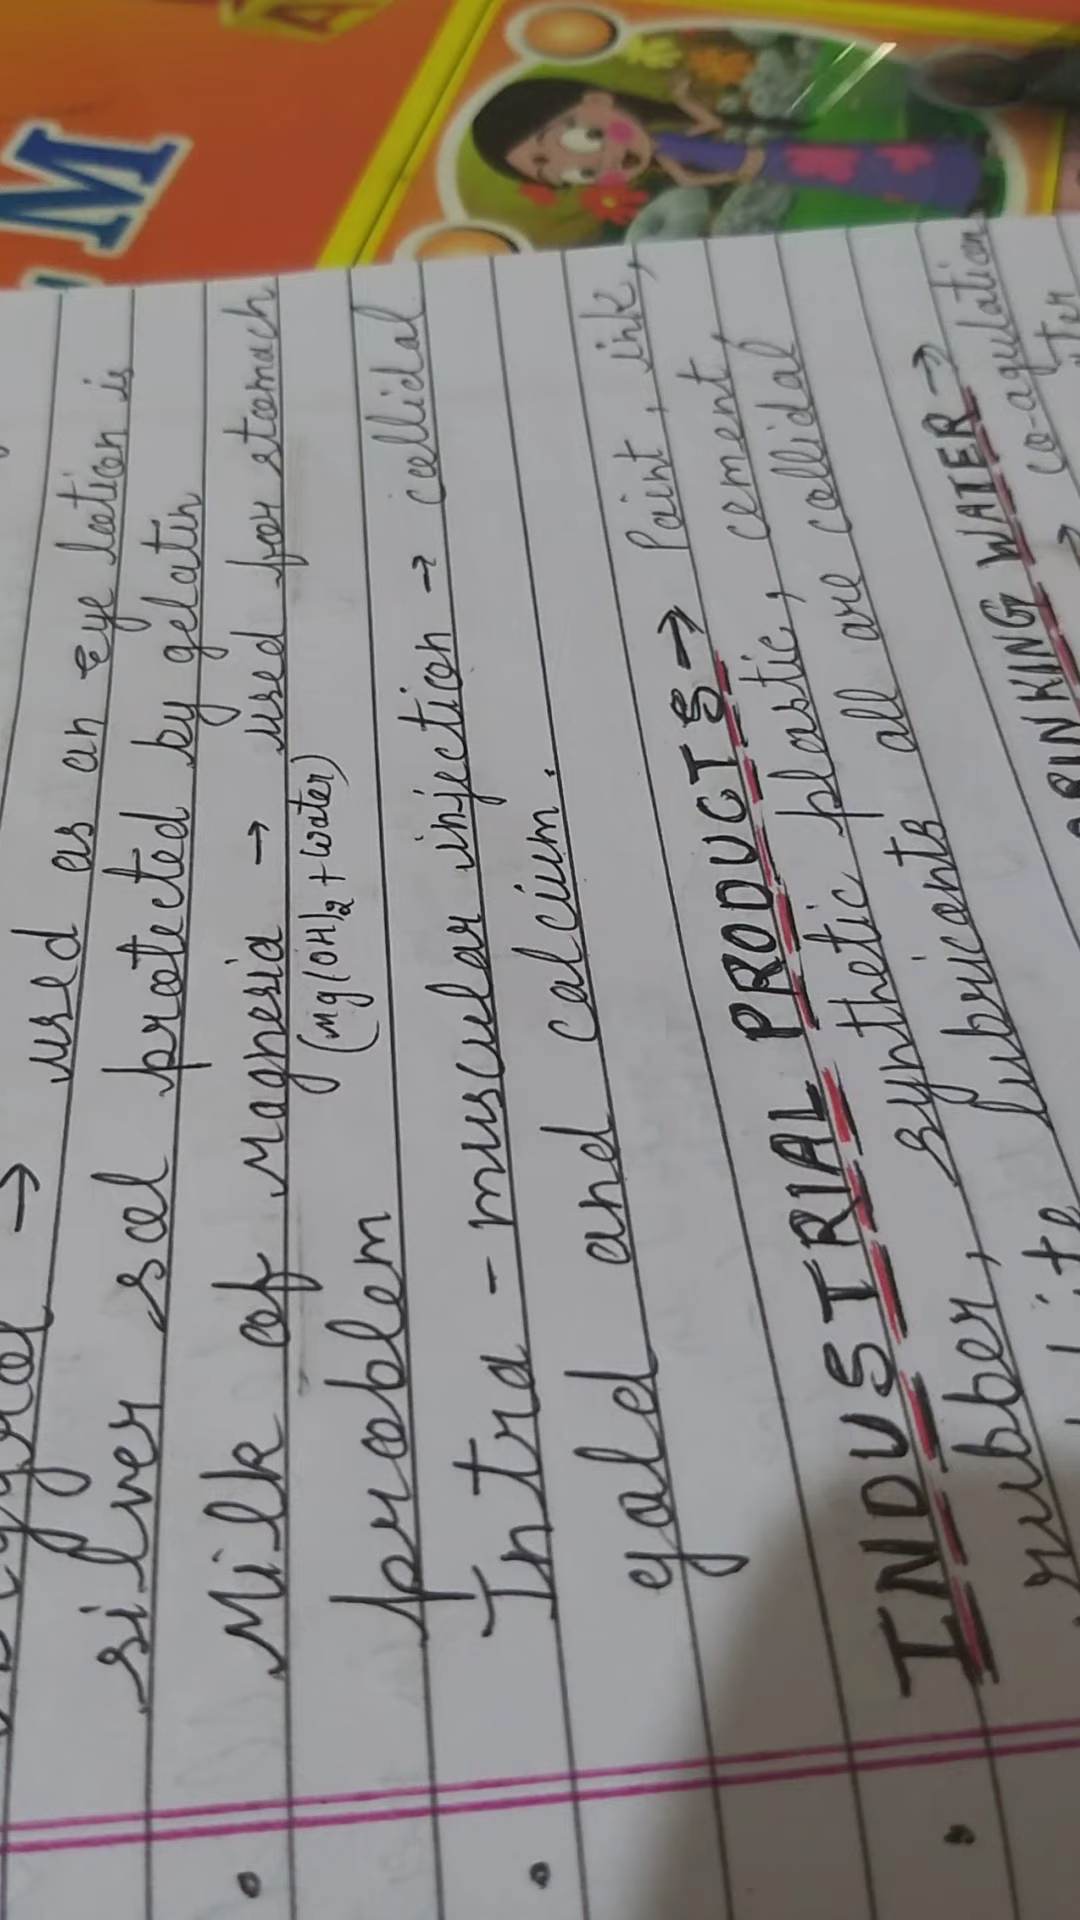 M
used as an Eye lotion is
silver sol protected by gelatin
Milk of Magnesia → used for stomach
(Mg(OH)2 + water)
problem
Intra-muscular injection → collidal
gold and calcium.
INDUSTRIAL PRODUCTS → Paint, ink,
rubber, synthetic plastic, cement,
lubricants all are collidal
DRINKING WATER → co-agulation